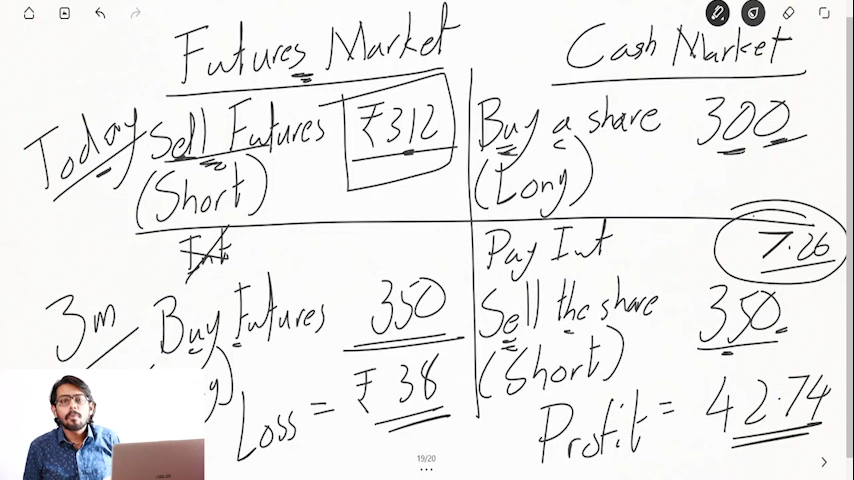 Futures Market
Cash Market
Today
Sell Futures ₹312
(Short)
Buy a share 300
(Long)
Int
Pay Int 7.26
3m
Buy Futures 350
Sell the share 350
(Short)
Loss = ₹38
Profit = 42.74
19/20